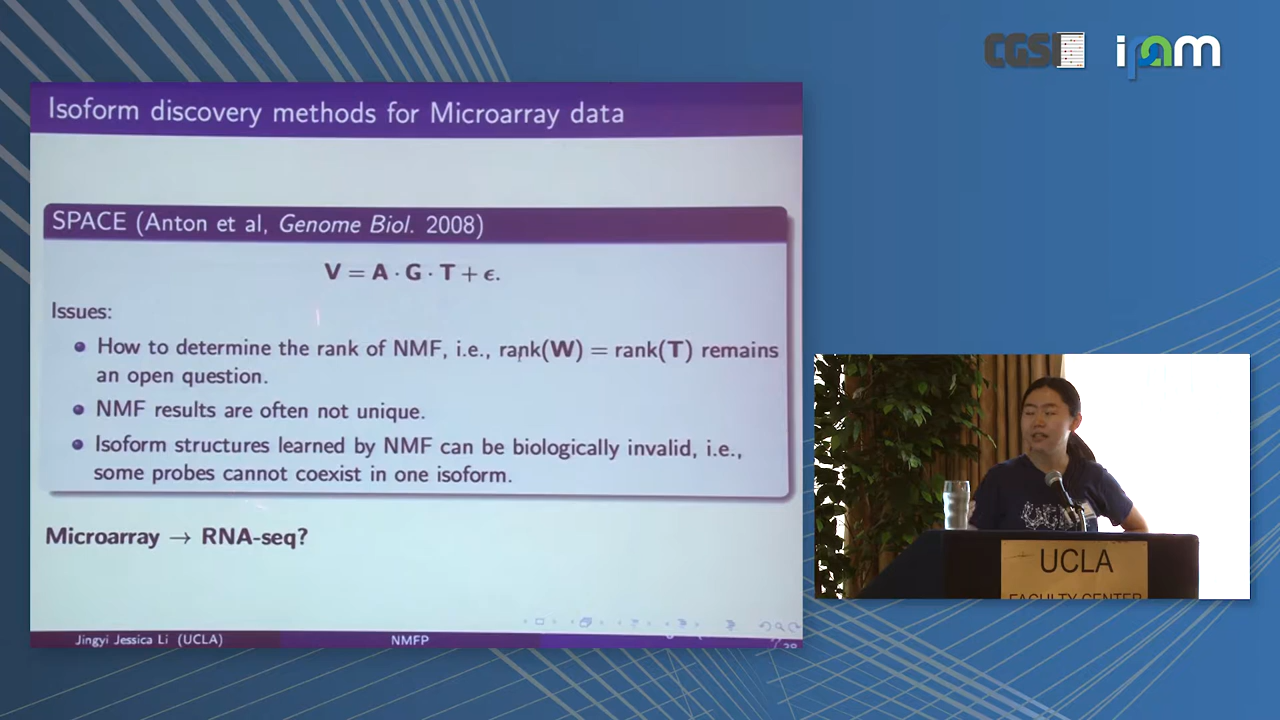 CGSI
ipam
Isoform discovery methods for Microarray data
SPACE (Anton et al, Genome Biol. 2008)
V = A · G · T + ϵ.
Issues:
How to determine the rank of NMF, i.e., rank(W) = rank(T) remains
an open question.
NMF results are often not unique.
Isoform structures learned by NMF can be biologically invalid, i.e.,
some probes cannot coexist in one isoform.
Microarray → RNA-seq?
Jingyi Jessica Li (UCLA)
NMFP
UCLA
FACULTY CENTER